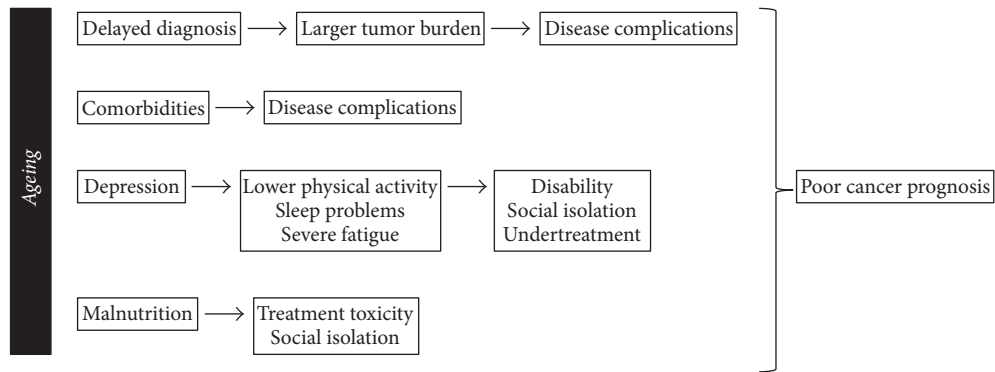 Ageing
Delayed diagnosis
Larger tumor burden
Disease complications
Comorbidities
Disease complications
Depression
Lower physical activity
Sleep problems
Severe fatigue
Disability
Social isolation
Undertreatment
Malnutrition
Treatment toxicity
Social isolation
Poor cancer prognosis